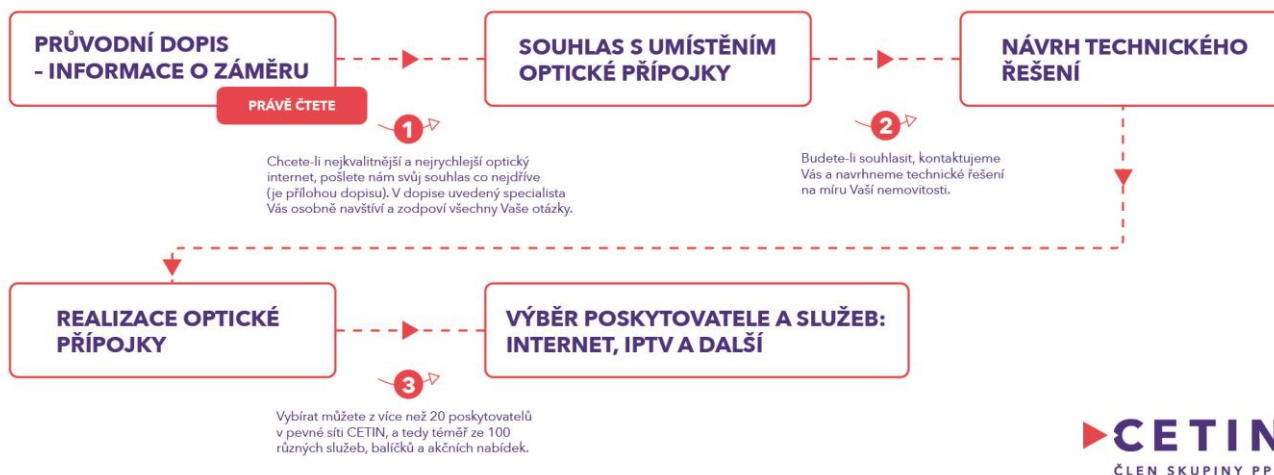 PRŮVODNÍ DOPIS
– INFORMACE O ZÁMĚRU
PRÁVĚ ČTETE
SOUHLAS S UMÍSTĚNÍM
OPTICKÉ PŘÍPOJKY
NÁVRH TECHNICKÉHO
ŘEŠENÍ
1
Chcete-li nejkvalitnější a nejrychlejší optický
internet, pošlete nám svůj souhlas co nejdříve
(je přílohou dopisu). V dopise uvedený specialista
Vás osobně navštíví a zodpoví všechny Vaše otázky.
2
Budete-li souhlasit, kontaktujeme
Vás a navrhneme technické řešení
na míru Vaší nemovitosti.
REALIZACE OPTICKÉ
PŘÍPOJKY
VÝBĚR POSKYTOVATELE A SLUŽEB:
INTERNET, IPTV A DALŠÍ
3
Vybírat můžete z více než 20 poskytovatelů
v pevné síti CETIN, a tedy téměř ze 100
různých služeb, balíčků a akčních nabídek.
CETIN
ČLEN SKUPINY PP